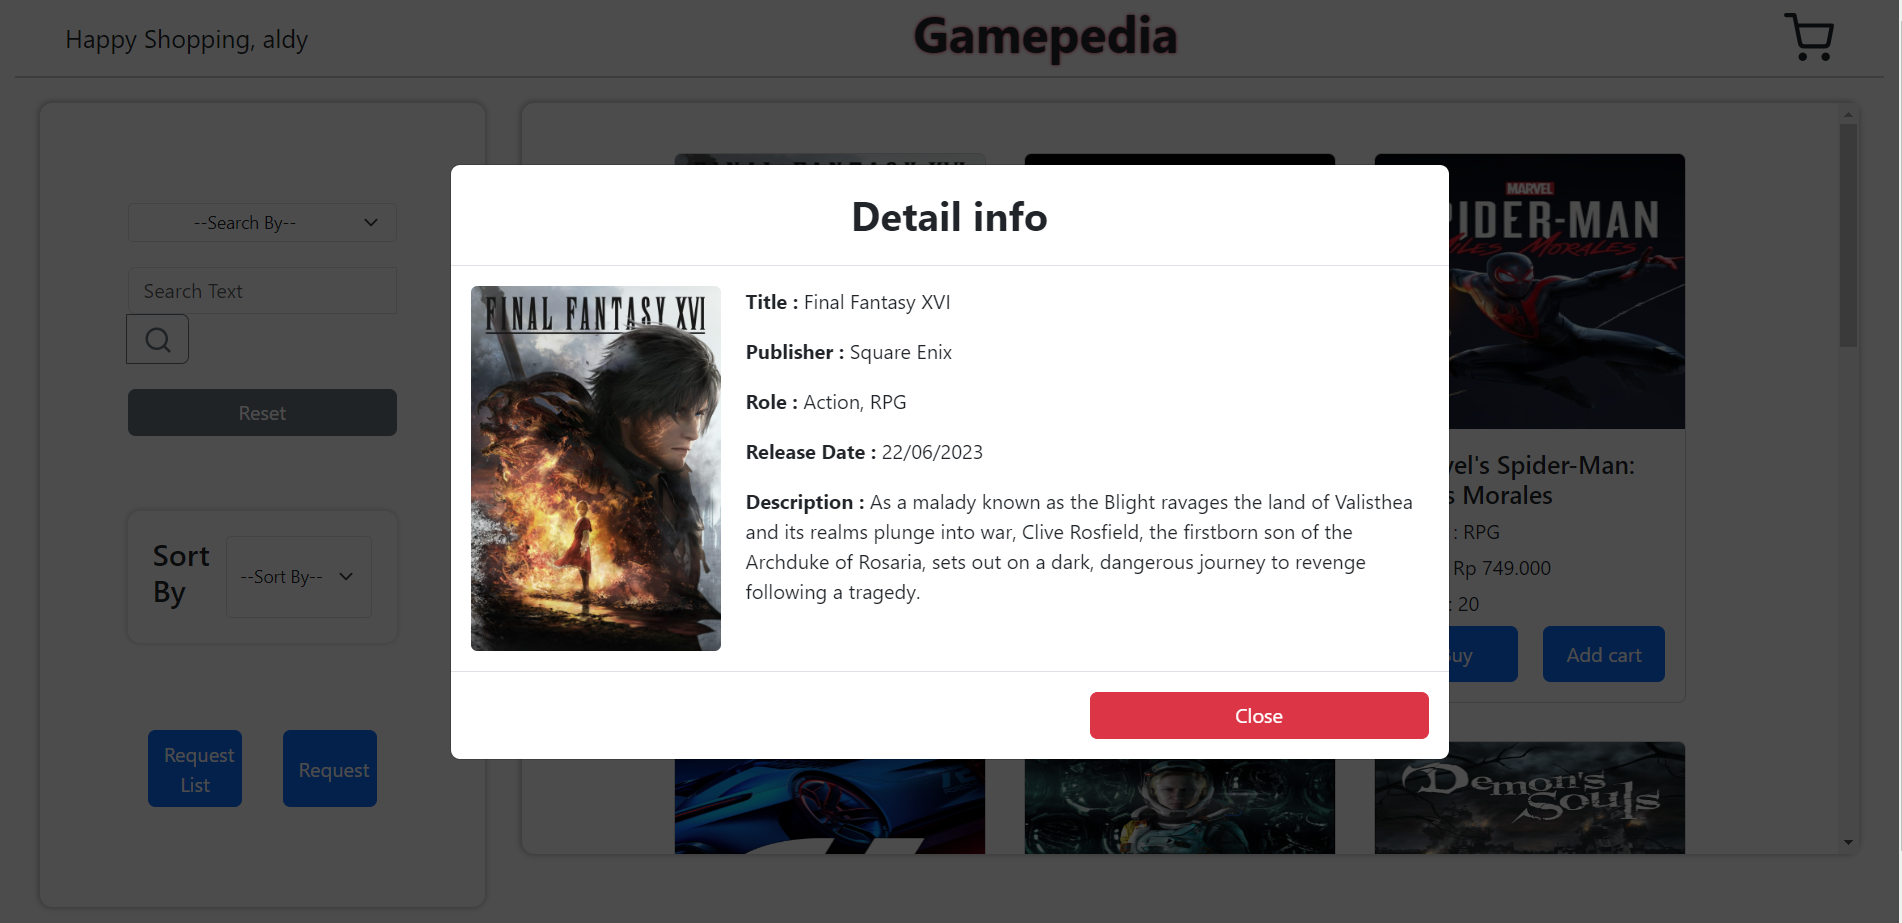 Happy Shopping, aldy
Gamepedia
--Search By--
Search Text
Reset
Sort
By
--Sort By--
Request
List
Request
Detail info
FINAL FANTASY XVI
Title : Final Fantasy XVI
Publisher : Square Enix
Role : Action, RPG
Release Date : 22/06/2023
Description : As a malady known as the Blight ravages the land of Valisthea
and its realms plunge into war, Clive Rosfield, the firstborn son of the
Archduke of Rosaria, sets out on a dark, dangerous journey to revenge
following a tragedy.
Close
MARVEL
IDER-MAN
MILES MORALES
vel's Spider-Man:
s Morales
: RPG
Rp 749.000
: 20
uy
Add cart
Demon's
Souls